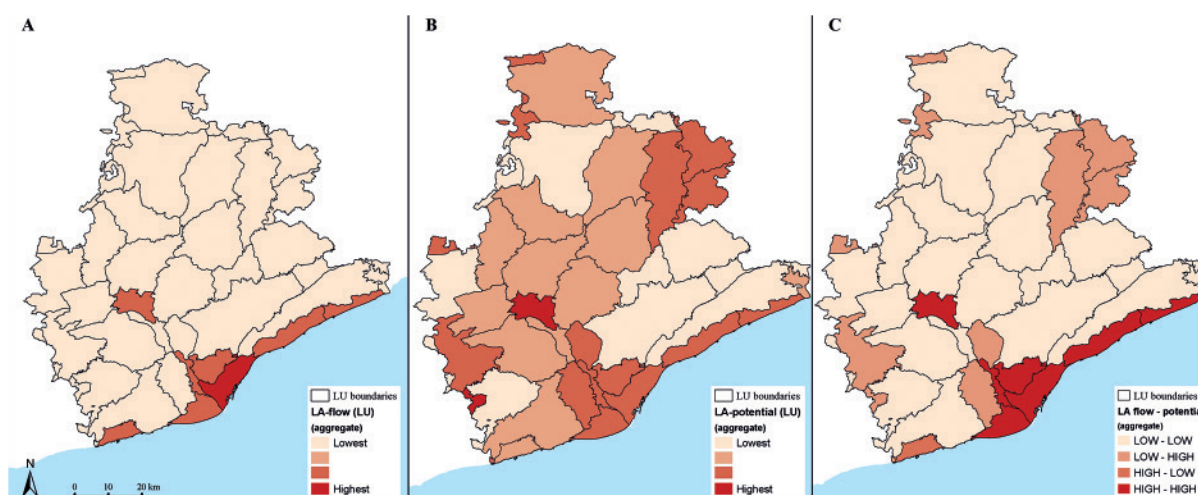 A
LU boundaries
LA-flow (LU)
(aggregate)
Lowest
Highest
N
0 10 20 km
B
LU boundaries
LA-potential (LU)
(aggregate)
Lowest
Highest
C
LU boundaries
LA flow - potential
(aggregate)
LOW - LOW
LOW - HIGH
HIGH - LOW
HIGH - HIGH